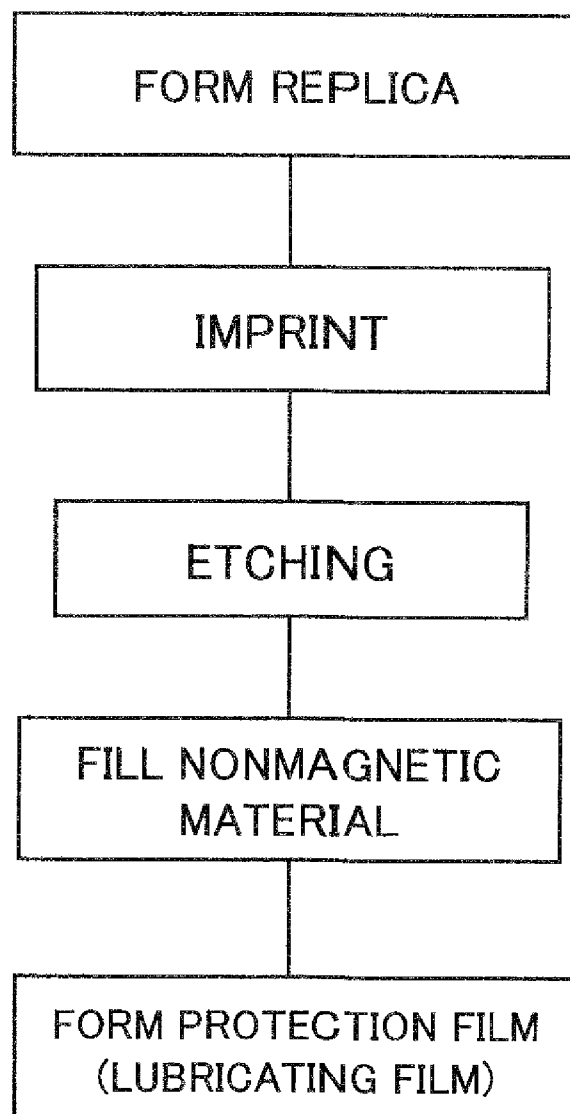 FORM REPLICA
IMPRINT
ETCHING
FILL NONMAGNETIC
MATERIAL
FORM PROTECTION FILM
(LUBRICATING FILM)